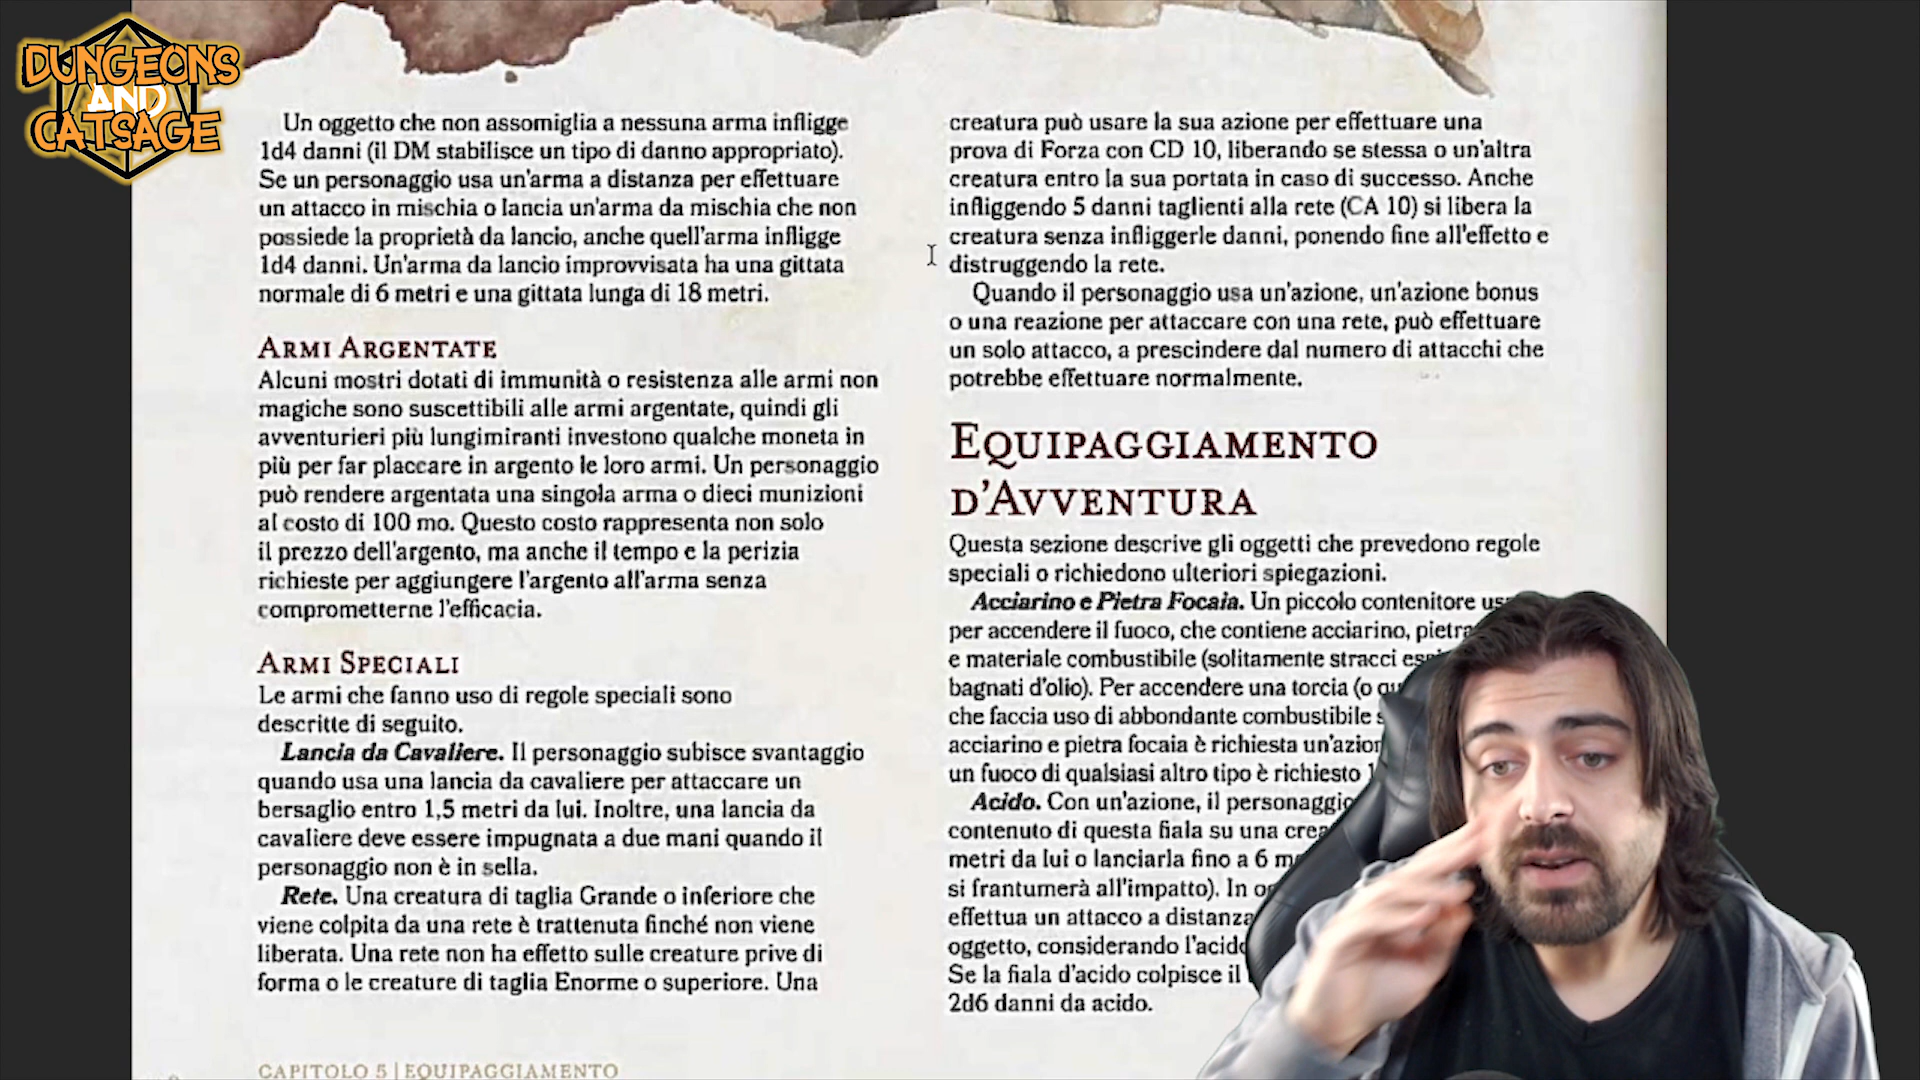 DUNGEONS
AND
CATSAGE
Un oggetto che non assomiglia a nessuna arma infligge
1d4 danni (il DM stabilisce un tipo di danno appropriato).
Se un personaggio usa un'arma a distanza per effettuare
un attacco in mischia o lancia un'arma da mischia che non
possiede la proprietà da lancio, anche quell'arma infligge
1d4 danni. Un'arma da lancio improvvisata ha una gittata
normale di 6 metri e una gittata lunga di 18 metri.
ARMI ARGENTATE
Alcuni mostri dotati di immunità o resistenza alle armi non
magiche sono suscettibili alle armi argentate, quindi gli
avventurieri più lungimiranti investono qualche moneta in
più per far placcare in argento le loro armi. Un personaggio
può rendere argentata una singola arma o dieci munizioni
al costo di 100 mo. Questo costo rappresenta non solo
il prezzo dell'argento, ma anche il tempo e la perizia
richieste per aggiungere l'argento all'arma senza
comprometterne l'efficacia.
ARMI SPECIALI
Le armi che fanno uso di regole speciali sono
descritte di seguito.
Lancia da Cavaliere. Il personaggio subisce svantaggio
quando usa una lancia da cavaliere per attaccare un
bersaglio entro 1,5 metri da lui. Inoltre, una lancia da
cavaliere deve essere impugnata a due mani quando il
personaggio non è in sella.
Rete. Una creatura di taglia Grande o inferiore che
viene colpita da una rete è trattenuta finché non viene
liberata. Una rete non ha effetto sulle creature prive di
forma o le creature di taglia Enorme o superiore. Una
creatura può usare la sua azione per effettuare una
prova di Forza con CD 10, liberando se stessa o un'altra
creatura entro la sua portata in caso di successo. Anche
infliggendo 5 danni taglienti alla rete (CA 10) si libera la
creatura senza infliggerle danni, ponendo fine all'effetto e
distruggendo la rete.
Quando il personaggio usa un'azione, un'azione bonus
o una reazione per attaccare con una rete, può effettuare
un solo attacco, a prescindere dal numero di attacchi che
potrebbe effettuare normalmente.
EQUIPAGGIAMENTO
D'AVVENTURA
Questa sezione descrive gli oggetti che prevedono regole
speciali o richiedono ulteriori spiegazioni.
Acciarino e Pietra Focaia. Un piccolo contenitore
per accendere il fuoco, che contiene acciarino, pietra
e materiale combustibile (solitamente stracci
bagnati d'olio). Per accendere una torcia (o
che faccia uso di abbondante combustibile
acciarino e pietra focaia è richiesta
un fuoco di qualsiasi altro tipo è richiesto
Acido. Con un'azione, il personaggio
contenuto di questa fiala su una
metri da lui o lanciarla fino a 6
si frantumerà all'impatto). In
effettua un attacco a distanza
oggetto, considerando
Se la fiala d'acido colpisce il
2d6 danni da acido.
CAPITOLO 5 | EQUIPAGGIAMENTO